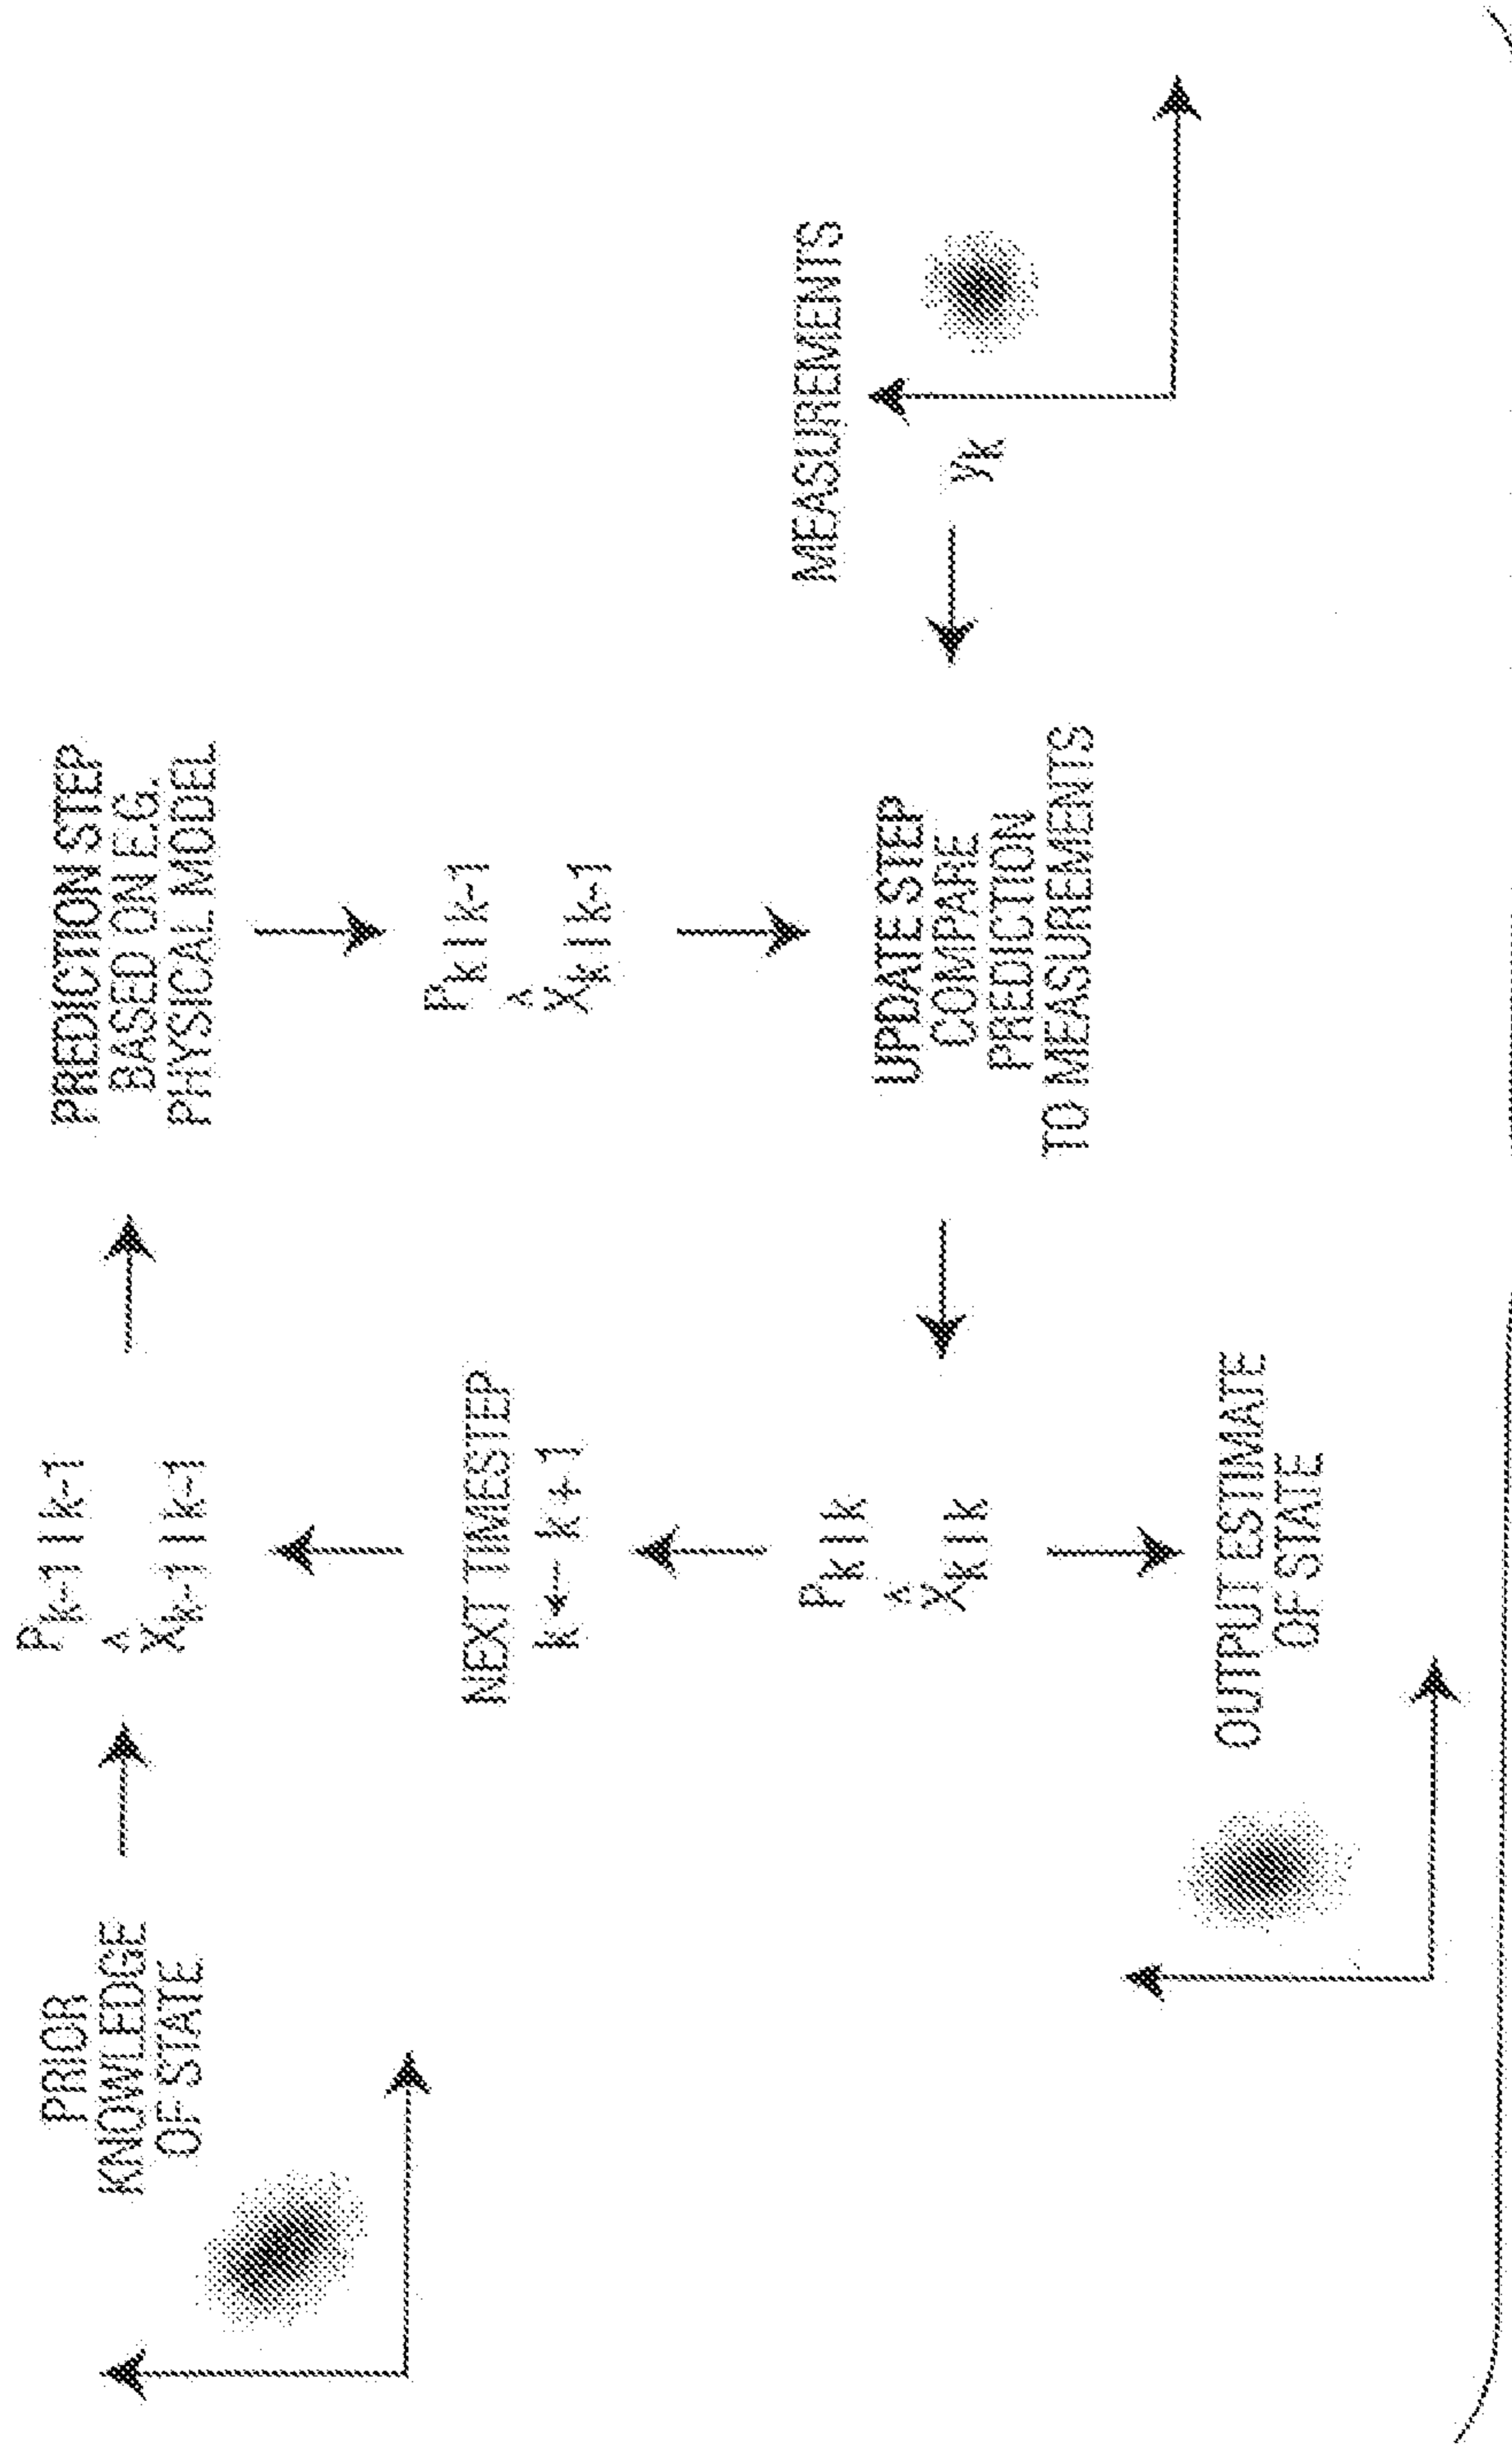 PRIOR
KNOWLEDGE
OF STATE
Pk-1|k-1
^
Xk-1|k-1
PREDICTION STEP
BASED ON E.G.
PHYSICAL MODEL
Pk|k-1
^
Xk|k-1
NEXT TIMESTEP
k ← k + 1
MEASUREMENTS
yk
UPDATE STEP
COMPARE
PREDICTION
TO MEASUREMENTS
Pk|k
^
Xk|k
OUTPUT ESTIMATE
OF STATE